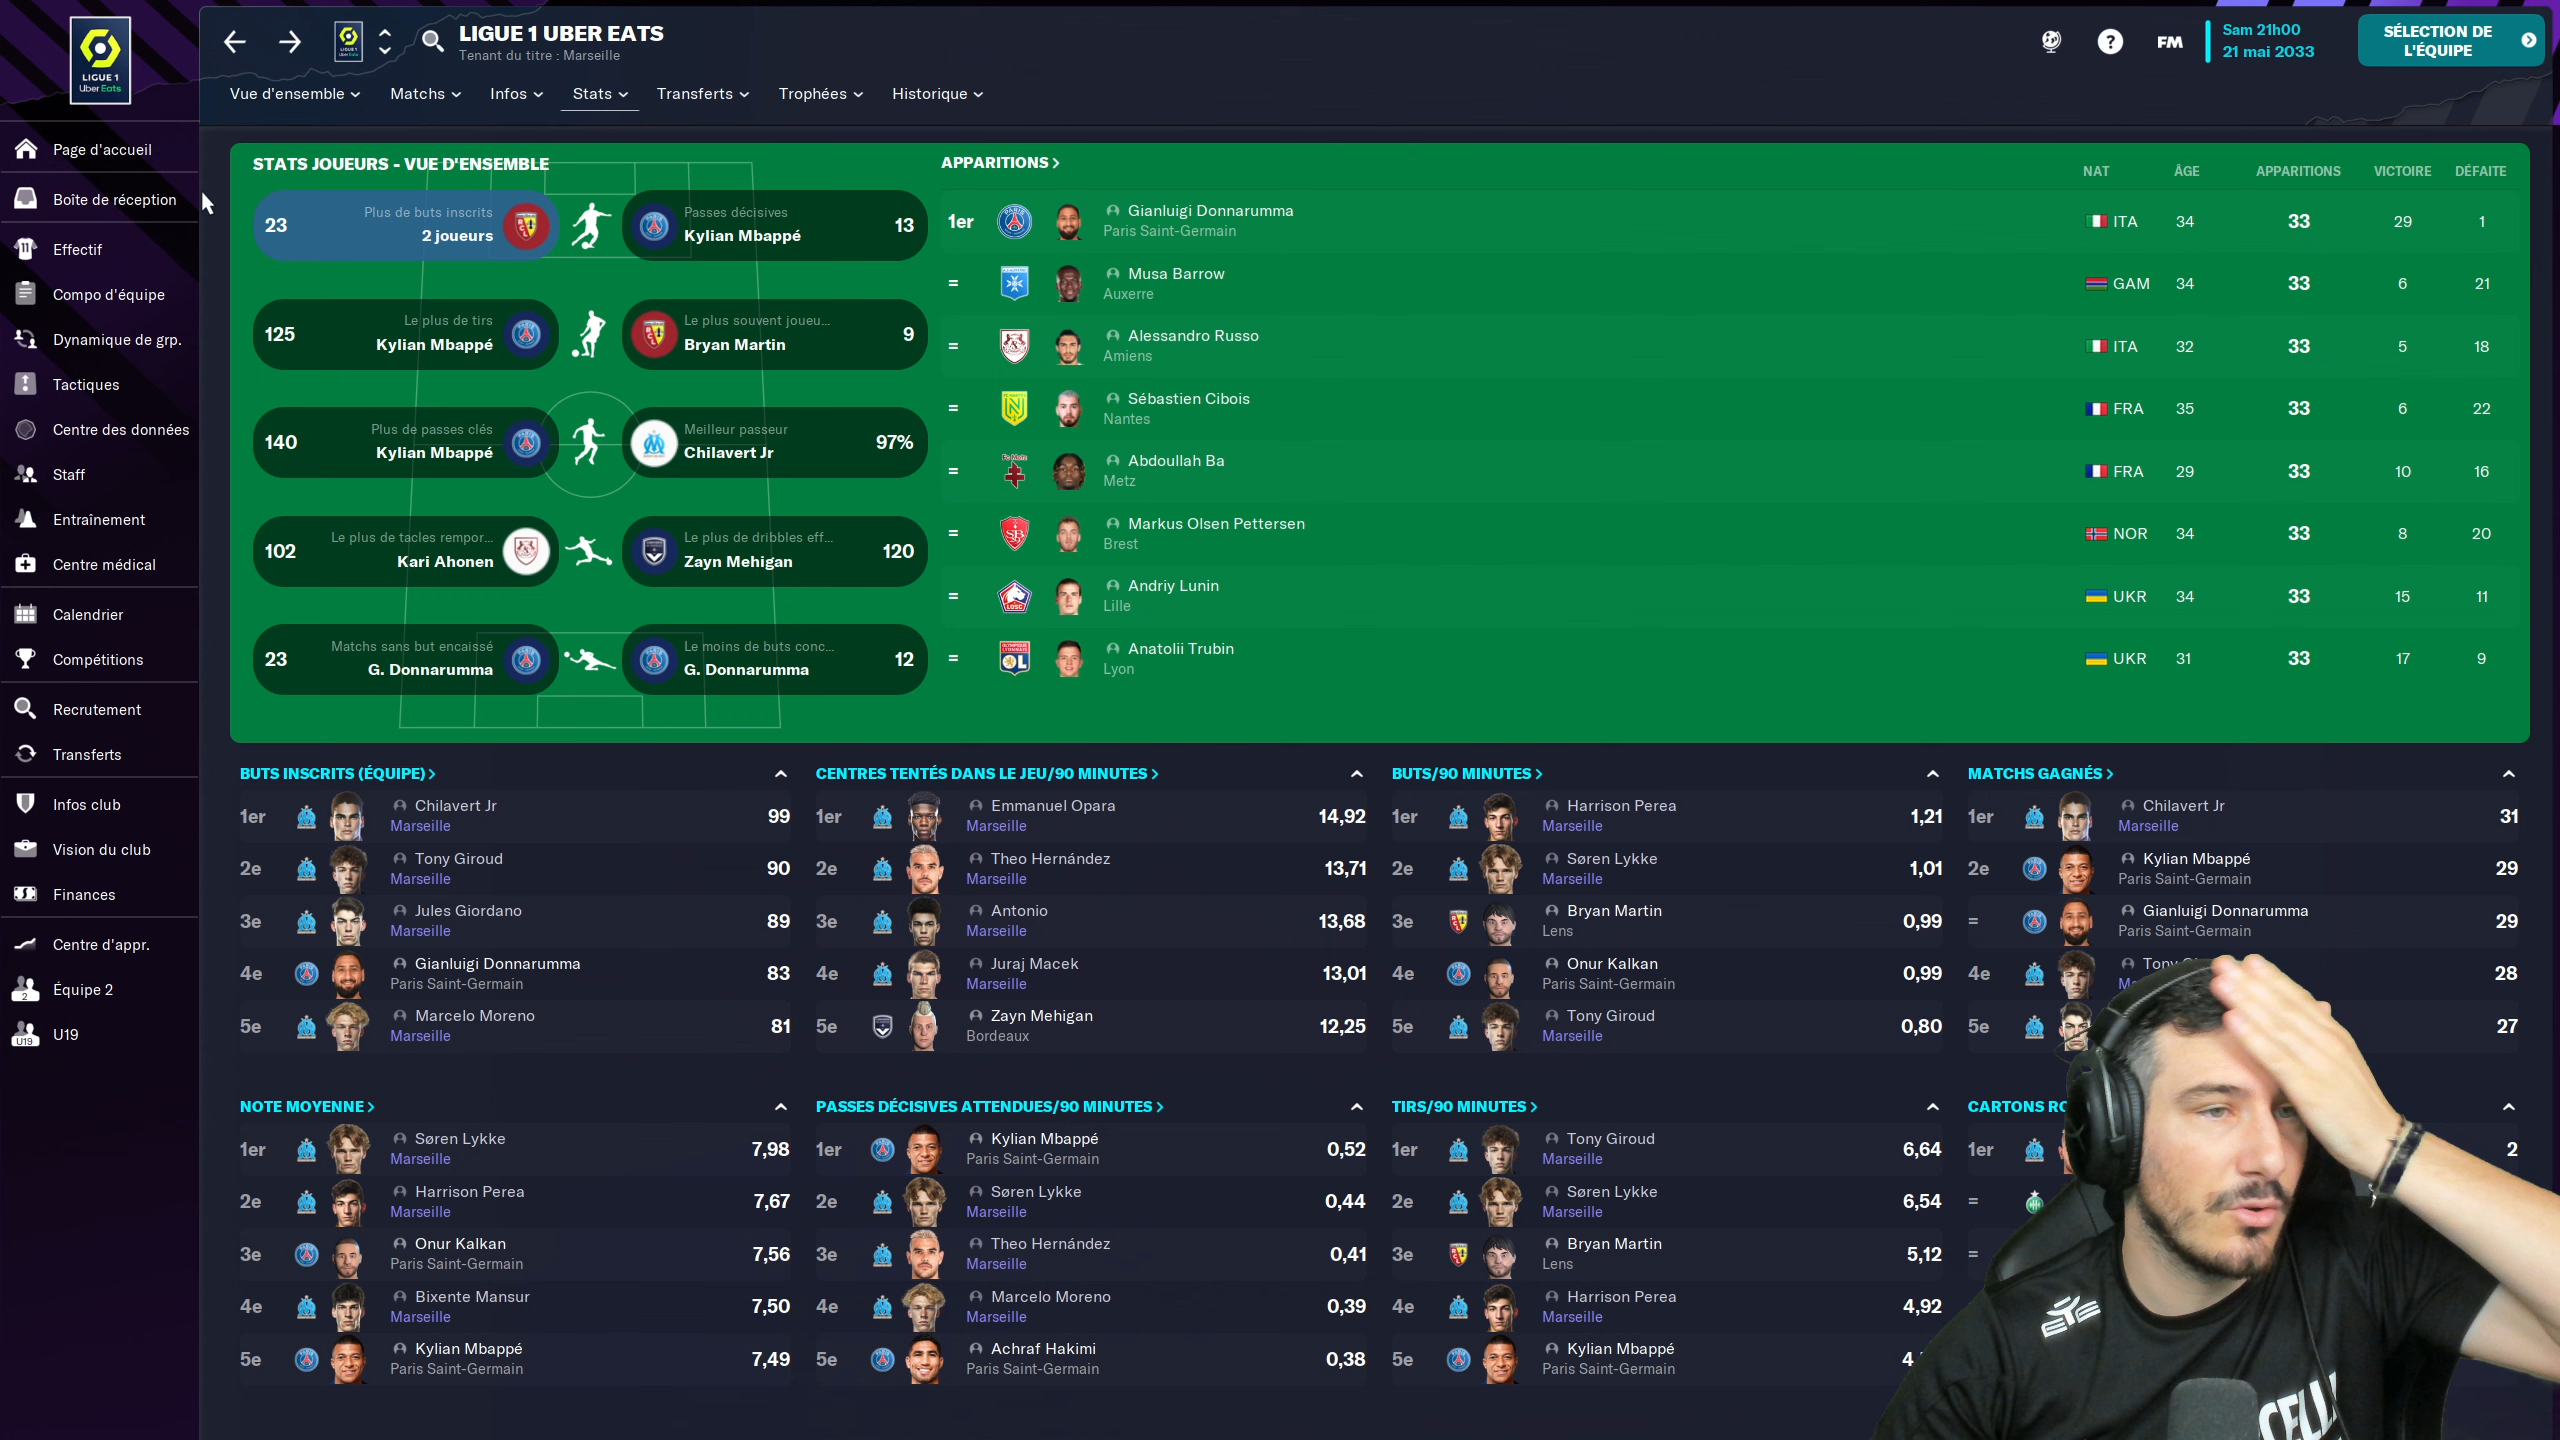 LIGUE 1
Uber Eats
LIGUE 1 UBER EATS
Tenant du titre : Marseille
FM
Sam 21h00
21 mai 2033
SÉLECTION DE
L'ÉQUIPE
Vue d'ensemble
Matchs
Infos
Stats
Transferts
Trophées
Historique
Page d'accueil
Boîte de réception
Effectif
Compo d'équipe
Dynamique de grp.
Tactiques
Centre des données
Staff
Entraînement
Centre médical
Calendrier
Compétitions
Recrutement
Transferts
Infos club
Vision du club
Finances
Centre d'appr.
2
Équipe 2
U19
U19
STATS JOUEURS - VUE D'ENSEMBLE
23 Plus de buts inscrits
2 joueurs
Passes décisives
Kylian Mbappé 13
125 Le plus de tirs
Kylian Mbappé
Le plus souvent joueu...
Bryan Martin 9
140 Plus de passes clés
Kylian Mbappé
Meilleur passeur
Chilavert Jr 97%
102 Le plus de tacles rempor...
Kari Ahonen
Le plus de dribbles eff...
Zayn Mehigan 120
23 Matchs sans but encaissé
G. Donnarumma
Le moins de buts conc...
G. Donnarumma 12
APPARITIONS
NAT ÂGE APPARITIONS VICTOIRE DÉFAITE
1er Gianluigi Donnarumma ITA 34 33 29 1
Paris Saint-Germain
= Musa Barrow GAM 34 33 6 21
Auxerre
= Alessandro Russo ITA 32 33 5 18
Amiens
= Sébastien Cibois FRA 35 33 6 22
Nantes
= Abdoullah Ba FRA 29 33 10 16
Metz
= Markus Olsen Pettersen NOR 34 33 8 20
Brest
= Andriy Lunin UKR 34 33 15 11
Lille
= Anatolii Trubin UKR 31 33 17 9
Lyon
BUTS INSCRITS (ÉQUIPE)
1er Chilavert Jr 99
Marseille
2e Tony Giroud 90
Marseille
3e Jules Giordano 89
Marseille
4e Gianluigi Donnarumma 83
Paris Saint-Germain
5e Marcelo Moreno 81
Marseille
CENTRES TENTÉS DANS LE JEU/90 MINUTES
1er Emmanuel Opara 14,92
Marseille
2e Theo Hernández 13,71
Marseille
3e Antonio 13,68
Marseille
4e Juraj Macek 13,01
Marseille
5e Zayn Mehigan 12,25
Bordeaux
BUTS/90 MINUTES
1er Harrison Perea 1,21
Marseille
2e Søren Lykke 1,01
Marseille
3e Bryan Martin 0,99
Lens
4e Onur Kalkan 0,99
Paris Saint-Germain
5e Tony Giroud 0,80
Marseille
MATCHS GAGNÉS
1er Chilavert Jr 31
Marseille
2e Kylian Mbappé 29
Paris Saint-Germain
= Gianluigi Donnarumma 29
Paris Saint-Germain
4e Tony 28
5e 27
NOTE MOYENNE
1er Søren Lykke 7,98
Marseille
2e Harrison Perea 7,67
Marseille
3e Onur Kalkan 7,56
Paris Saint-Germain
4e Bixente Mansur 7,50
Marseille
5e Kylian Mbappé 7,49
Paris Saint-Germain
PASSES DÉCISIVES ATTENDUES/90 MINUTES
1er Kylian Mbappé 0,52
Paris Saint-Germain
2e Søren Lykke 0,44
Marseille
3e Theo Hernández 0,41
Marseille
4e Marcelo Moreno 0,39
Marseille
5e Achraf Hakimi 0,38
Paris Saint-Germain
TIRS/90 MINUTES
1er Tony Giroud 6,64
Marseille
2e Søren Lykke 6,54
Marseille
3e Bryan Martin 5,12
Lens
4e Harrison Perea 4,92
Marseille
5e Kylian Mbappé
Paris Saint-Germain
CARTONS
1er 2
=
=
EYE